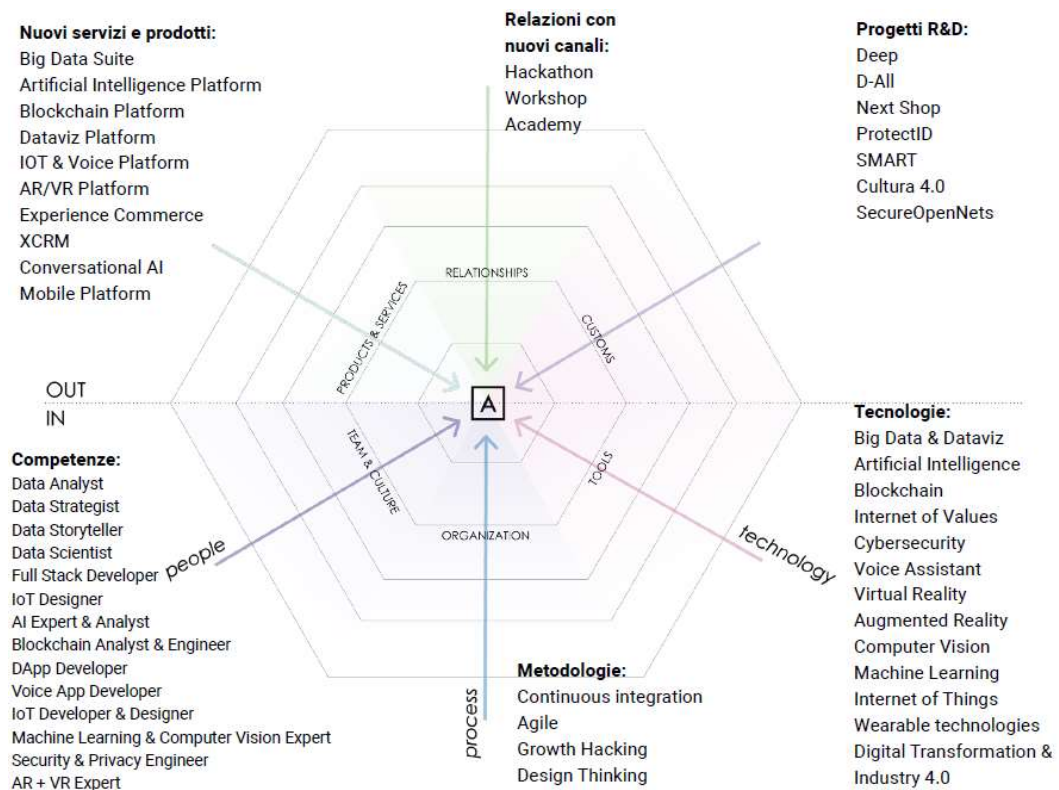 Nuovi servizi e prodotti:
Big Data Suite
Artificial Intelligence Platform
Blockchain Platform
Dataviz Platform
IOT & Voice Platform
AR/VR Platform
Experience Commerce
XCRM
Conversational AI
Mobile Platform
Relazioni con
nuovi canali:
Hackathon
Workshop
Academy
Progetti R&D:
Deep
D-All
Next Shop
ProtectID
SMART
Cultura 4.0
SecureOpenNets
RELATIONSHIPS
PRODUCTS & SERVICES
CUSTOMS
OUT
IN
A
TEAM & CULTURE
TOOLS
ORGANIZATION
people
process
technology
Competenze:
Data Analyst
Data Strategist
Data Storyteller
Data Scientist
Full Stack Developer
IoT Designer
AI Expert & Analyst
Blockchain Analyst & Engineer
DApp Developer
Voice App Developer
IoT Developer & Designer
Machine Learning & Computer Vision Expert
Security & Privacy Engineer
AR + VR Expert
Metodologie:
Continuous integration
Agile
Growth Hacking
Design Thinking
Tecnologie:
Big Data & Dataviz
Artificial Intelligence
Blockchain
Internet of Values
Cybersecurity
Voice Assistant
Virtual Reality
Augmented Reality
Computer Vision
Machine Learning
Internet of Things
Wearable technologies
Digital Transformation &
Industry 4.0